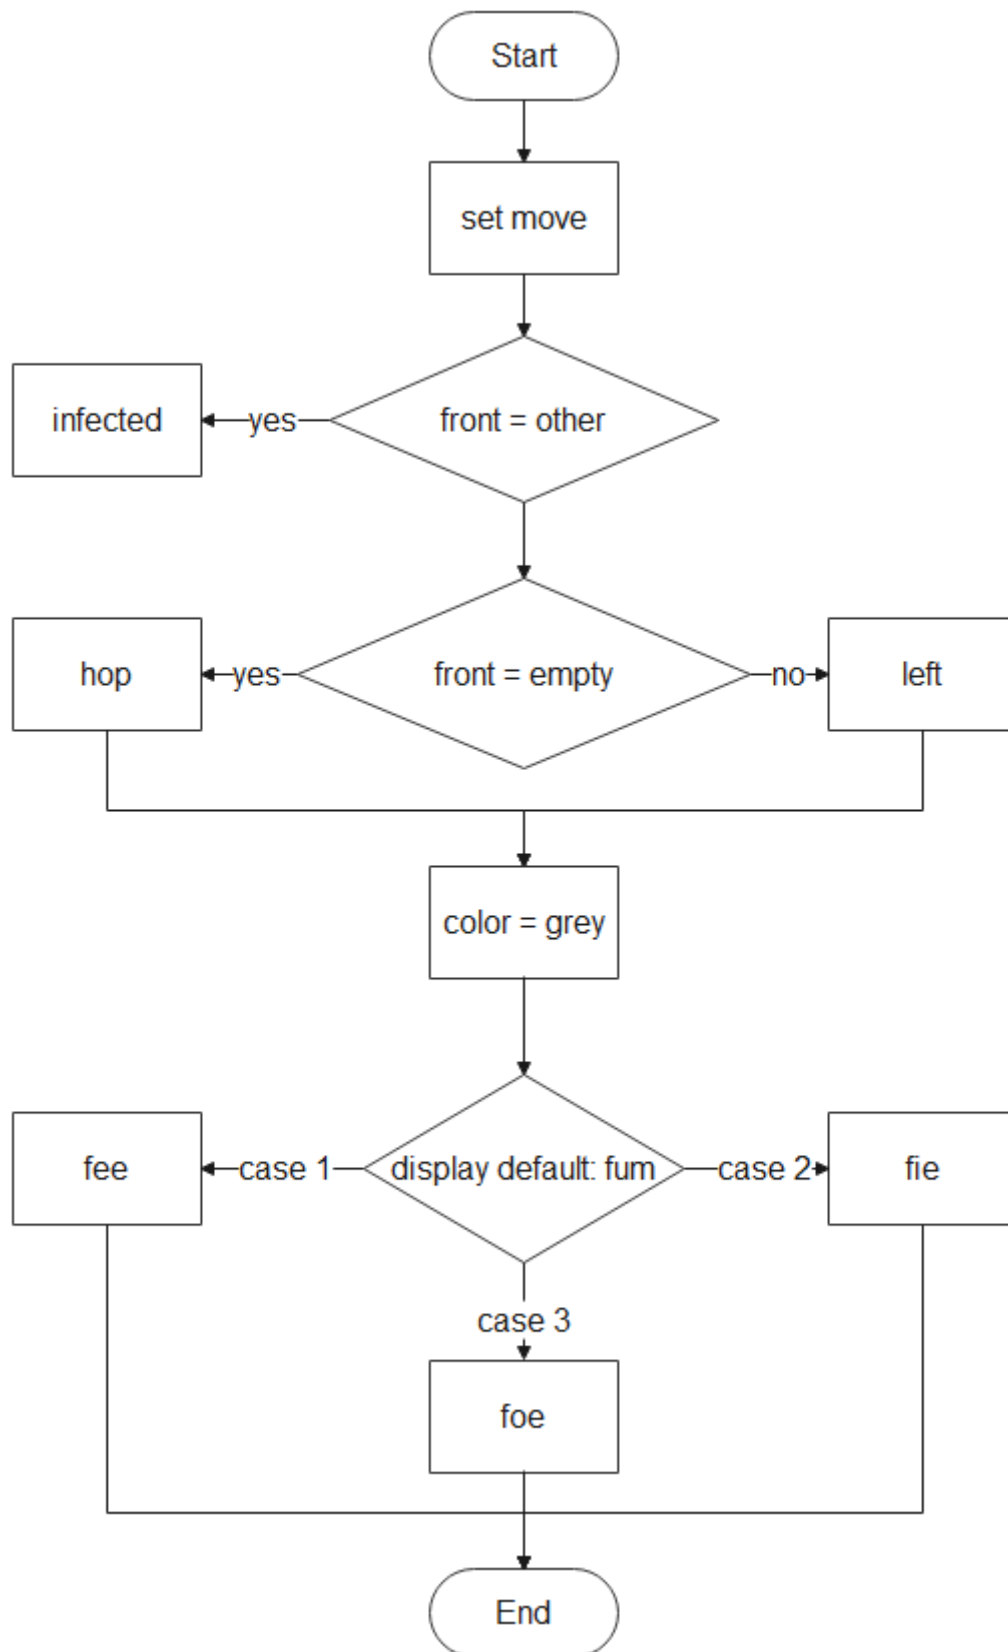 Start
set move
front = other
yes
infected
front = empty
yes
hop
no
left
color = grey
display default: fum
case 1
fee
case 2
fie
case 3
foe
End